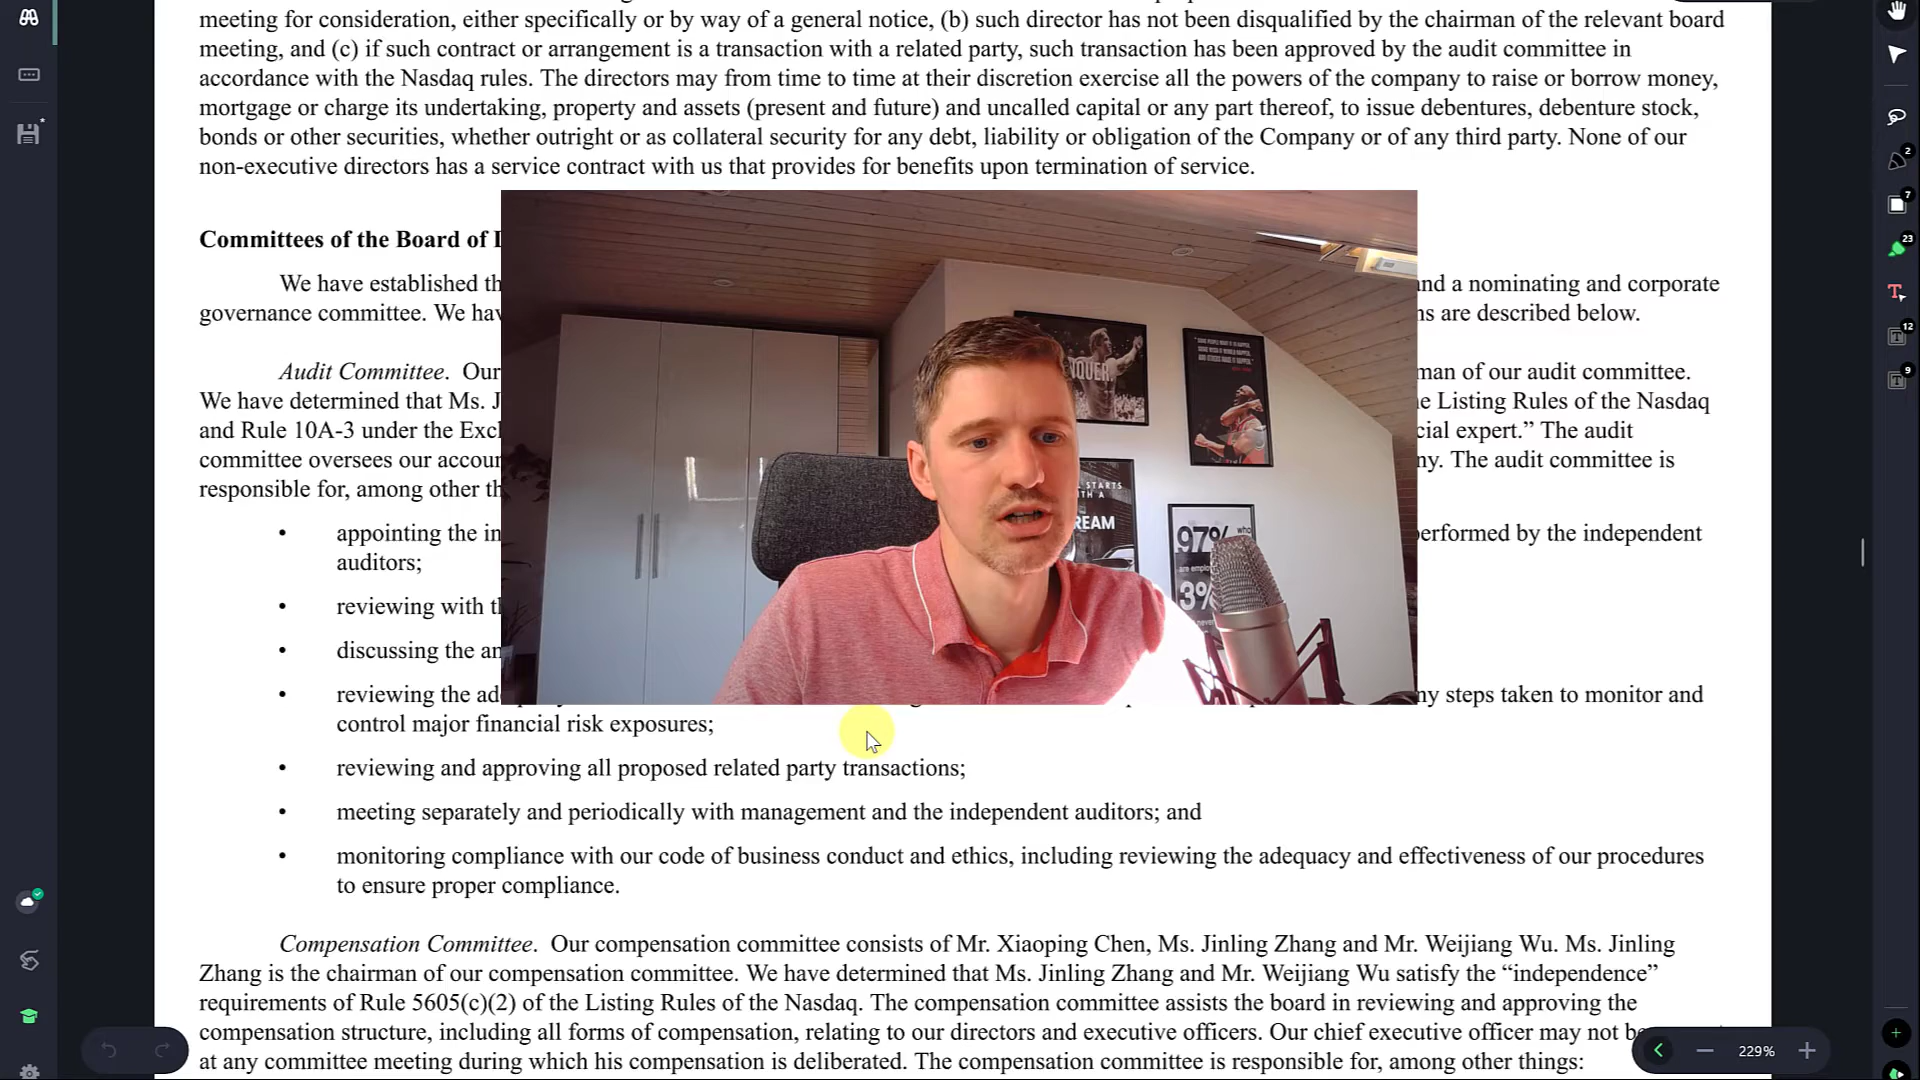 meeting for consideration, either specifically or by way of a general notice, (b) such director has not been disqualified by the chairman of the relevant board
meeting, and (c) if such contract or arrangement is a transaction with a related party, such transaction has been approved by the audit committee in
accordance with the Nasdaq rules. The directors may from time to time at their discretion exercise all the powers of the company to raise or borrow money,
mortgage or charge its undertaking, property and assets (present and future) and uncalled capital or any part thereof, to issue debentures, debenture stock,
bonds or other securities, whether outright or as collateral security for any debt, liability or obligation of the Company or of any third party. None of our
non-executive directors has a service contract with us that provides for benefits upon termination of service.
Committees of the Board of
We have established and a nominating and corporate
governance committee. We are described below.
Audit Committee. Our of our audit committee.
We have determined that Ms. Listing Rules of the Nasdaq
and Rule 10A-3 under the expert.” The audit
committee oversees our The audit committee is
responsible for, among other
• appointing the performed by the independent
auditors;
• reviewing with
• discussing the
• reviewing the steps taken to monitor and
control major financial risk exposures;
• reviewing and approving all proposed related party transactions;
• meeting separately and periodically with management and the independent auditors; and
• monitoring compliance with our code of business conduct and ethics, including reviewing the adequacy and effectiveness of our procedures
to ensure proper compliance.
Compensation Committee. Our compensation committee consists of Mr. Xiaoping Chen, Ms. Jinling Zhang and Mr. Weijiang Wu. Ms. Jinling
Zhang is the chairman of our compensation committee. We have determined that Ms. Jinling Zhang and Mr. Weijiang Wu satisfy the “independence”
requirements of Rule 5605(c)(2) of the Listing Rules of the Nasdaq. The compensation committee assists the board in reviewing and approving the
compensation structure, including all forms of compensation, relating to our directors and executive officers. Our chief executive officer may not
at any committee meeting during which his compensation is deliberated. The compensation committee is responsible for, among other things:
STARTS
WITH A
97%
who
3%
229%
2
7
23
T
12
9